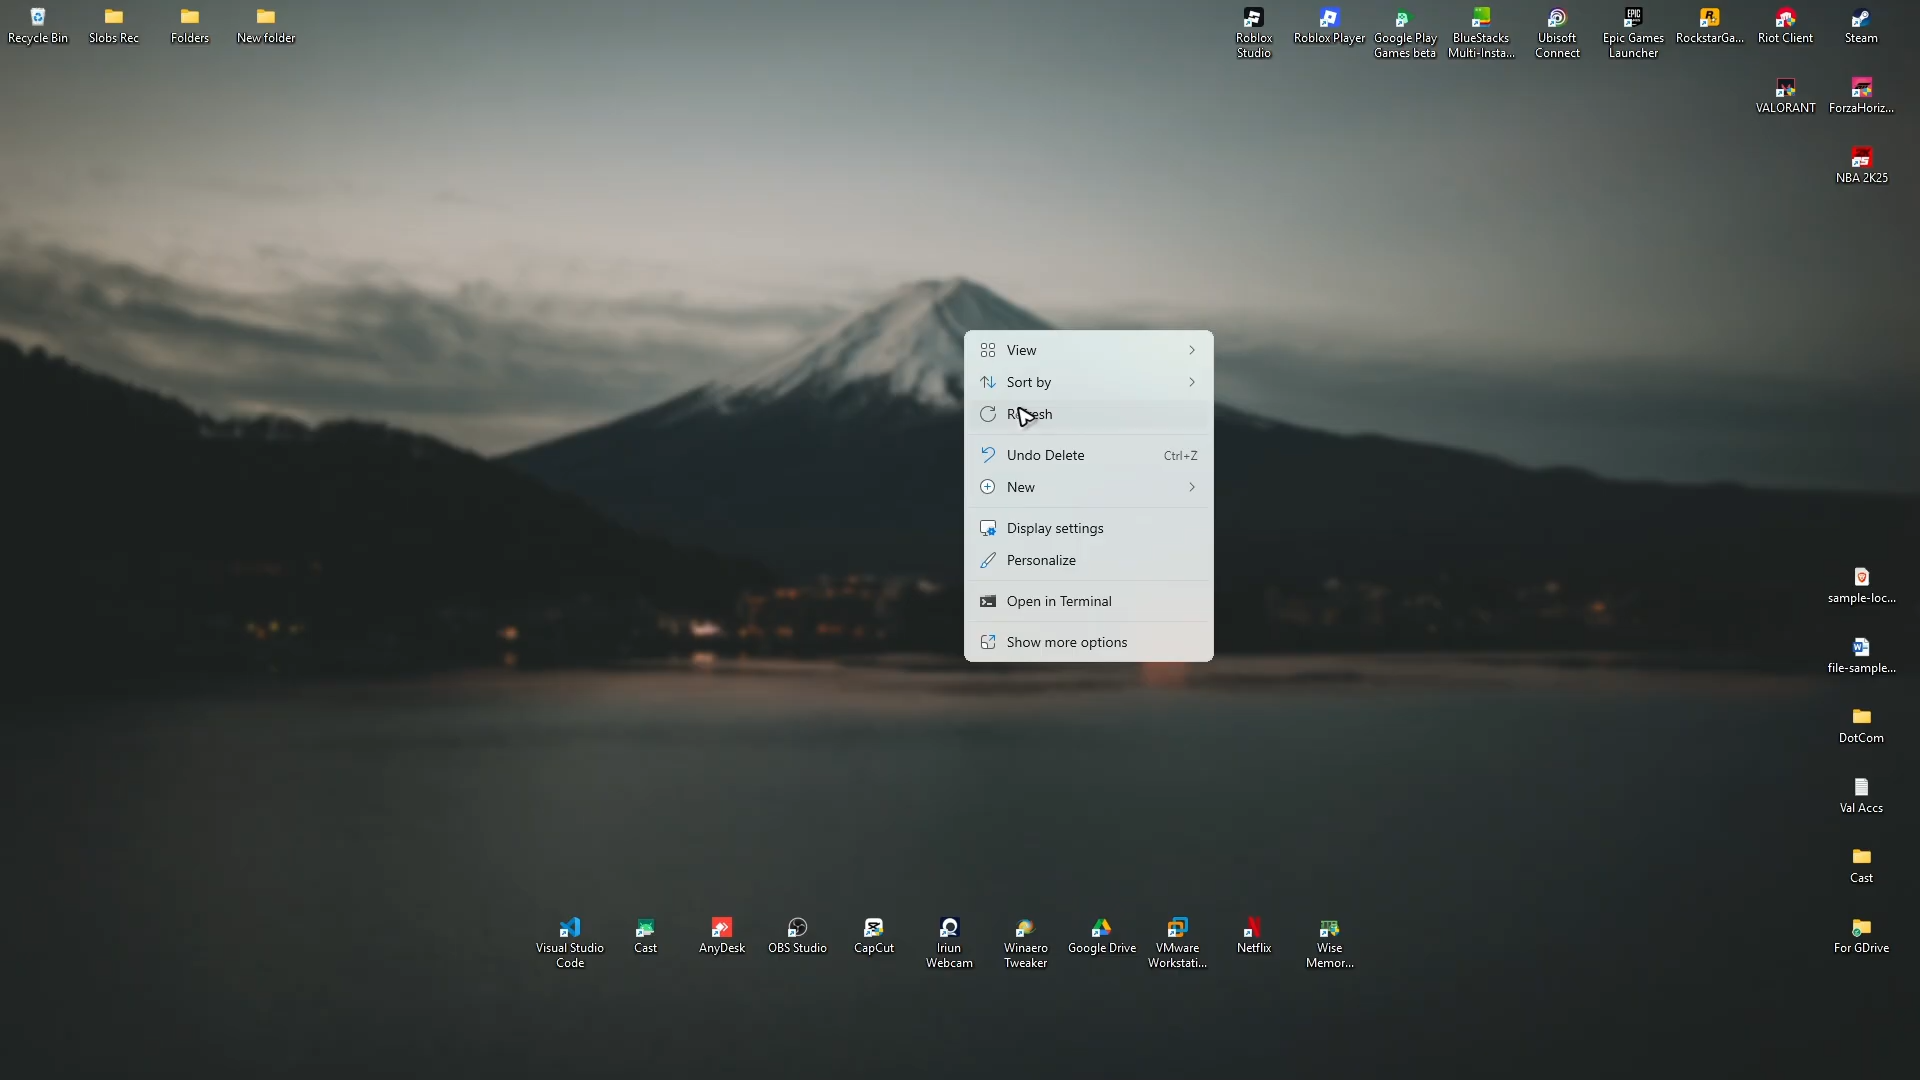 Recycle Bin
Slobs Rec
Folders
New folder
Roblox
Studio
Roblox Player
Google Play
Games beta
BlueStacks
Multi-Insta...
Ubisoft
Connect
Epic Games
Launcher
RockstarGa...
Riot Client
Steam
VALORANT
ForzaHoriz...
NBA 2K25
View
Sort by
Undo Delete Ctrl+Z
New
Display settings
Personalize
Open in Terminal
Show more options
sample-loc...
file-sample...
DotCom
Val Accs
Cast
For GDrive
Visual Studio
Code
Cast
AnyDesk
OBS Studio
CapCut
Iriun
Webcam
Winaero
Tweaker
Google Drive
VMware
Workstati...
Netflix
Wise
Memor...